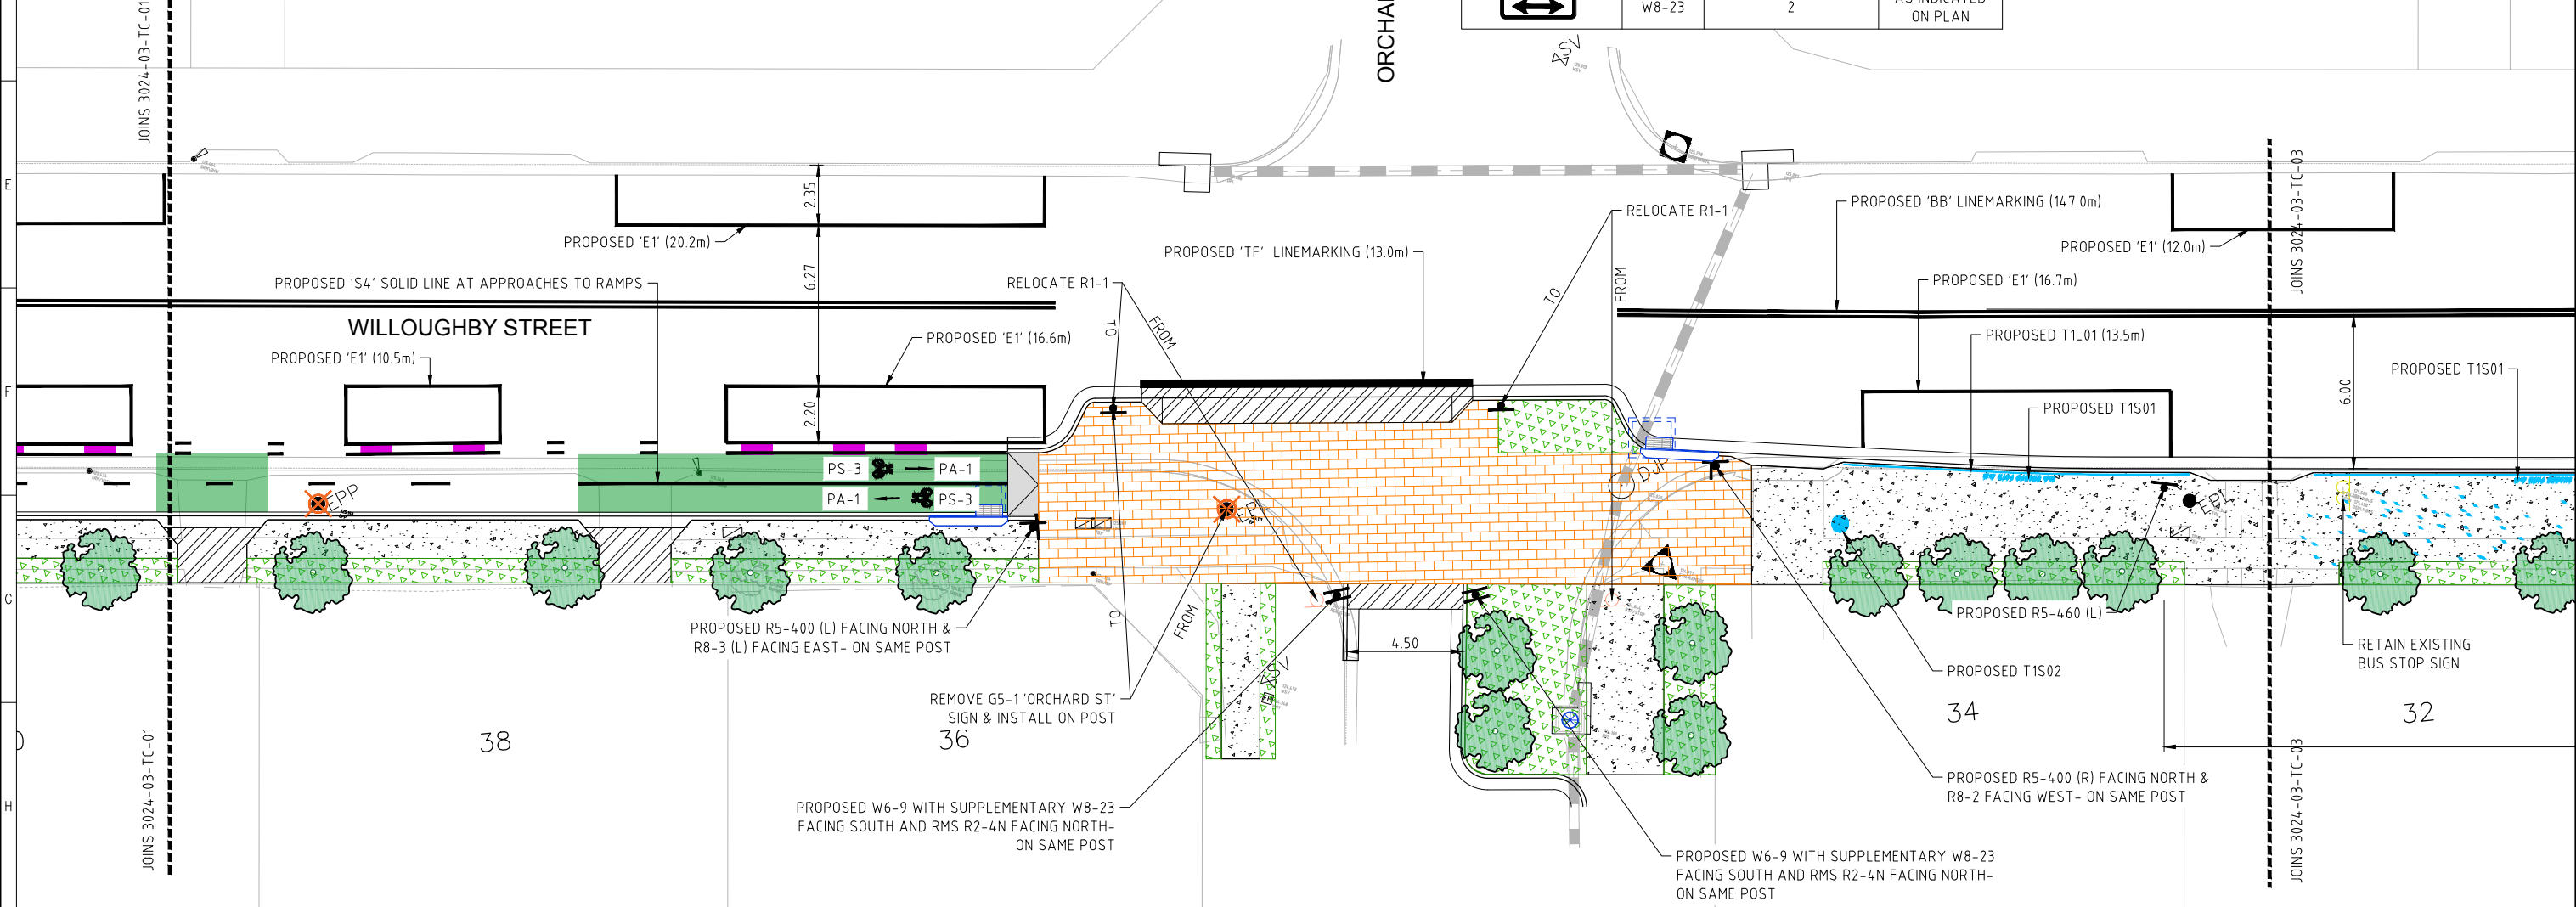 JOINS 3024-03-TC-01
W8-23
2
ON PLAN
SV
E
2.35
PROPOSED 'E1' (20.2m)
RELOCATE R1-1
PROPOSED 'BB' LINEMARKING (147.0m)
PROPOSED 'E1' (12.0m)
JOINS 3024-03-TC-03
PROPOSED 'TF' LINEMARKING (13.0m)
PROPOSED 'S4' SOLID LINE AT APPROACHES TO RAMPS
6.27
RELOCATE R1-1
TO
FROM
PROPOSED 'E1' (16.7m)
WILLOUGHBY STREET
TO
FROM
PROPOSED 'E1' (16.6m)
PROPOSED T1L01 (13.5m)
PROPOSED 'E1' (10.5m)
PROPOSED T1S01
F
2.20
6.00
PROPOSED T1S01
PS-3
PA-1
PA-1
PS-3
EPP
EPL
G
PROPOSED R5-400 (L) FACING NORTH &
R8-3 (L) FACING EAST- ON SAME POST
TO
FROM
4.50
PROPOSED R5-460 (L)
RETAIN EXISTING
BUS STOP SIGN
PROPOSED T1S02
SV
REMOVE G5-1 'ORCHARD ST'
SIGN & INSTALL ON POST
38
36
34
32
JOINS 3024-03-TC-01
JOINS 3024-03-TC-03
H
PROPOSED W6-9 WITH SUPPLEMENTARY W8-23
FACING SOUTH AND RMS R2-4N FACING NORTH-
ON SAME POST
PROPOSED R5-400 (R) FACING NORTH &
R8-2 FACING WEST- ON SAME POST
PROPOSED W6-9 WITH SUPPLEMENTARY W8-23
FACING SOUTH AND RMS R2-4N FACING NORTH-
ON SAME POST